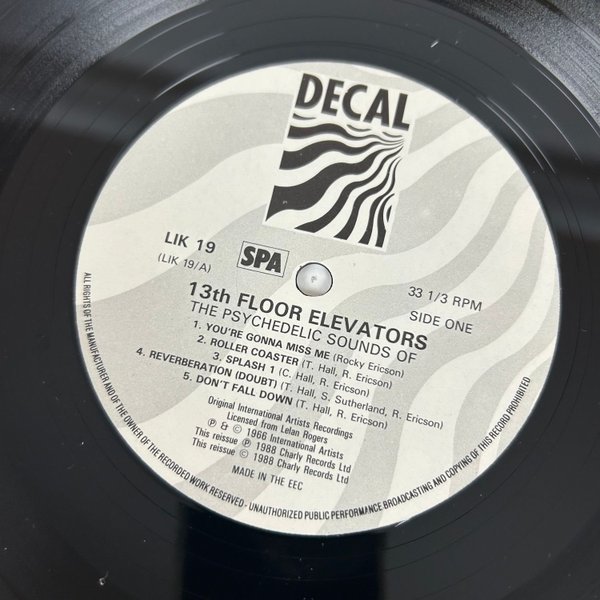 DECAL
LIK 19
(LIK 19/A)
SPA
33 1/3 RPM
SIDE ONE
13th FLOOR ELEVATORS
THE PSYCHEDELIC SOUNDS OF
1. YOU'RE GONNA MISS ME (Rocky Ericson)
2. ROLLER COASTER (T. Hall, R. Ericson)
3. SPLASH 1 (C. Hall, R. Ericson)
4. REVERBERATION (DOUBT) (T. Hall, S. Sutherland, R. Ericson)
5. DON'T FALL DOWN (T. Hall, R. Ericson)
Original International Artists Recordings
Licensed from Lelan Rogers
℗ & © 1966 International Artists
This reissue ℗ 1988 Charly Records Ltd
This reissue © 1988 Charly Records Ltd
MADE IN THE EEC
ALL RIGHTS OF THE MANUFACTURER AND OF THE OWNER OF THE RECORDED WORK RESERVED - UNAUTHORIZED PUBLIC PERFORMANCE BROADCASTING AND COPYING OF THIS RECORD PROHIBITED